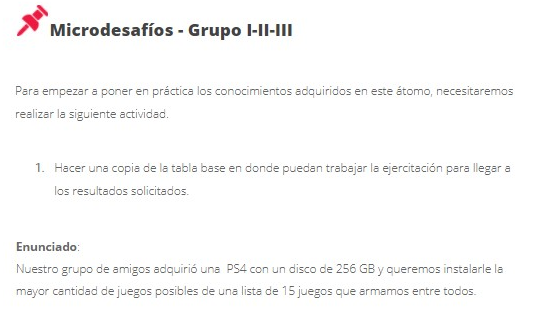 Microdesafíos - Grupo I-II-III
Para empezar a poner en práctica los conocimientos adquiridos en este átomo, necesitaremos
realizar la siguiente actividad.
1. Hacer una copia de la tabla base en donde puedan trabajar la ejercitación para llegar a
los resultados solicitados.
Enunciado:
Nuestro grupo de amigos adquirió una PS4 con un disco de 256 GB y queremos instalarle la
mayor cantidad de juegos posibles de una lista de 15 juegos que armamos entre todos.